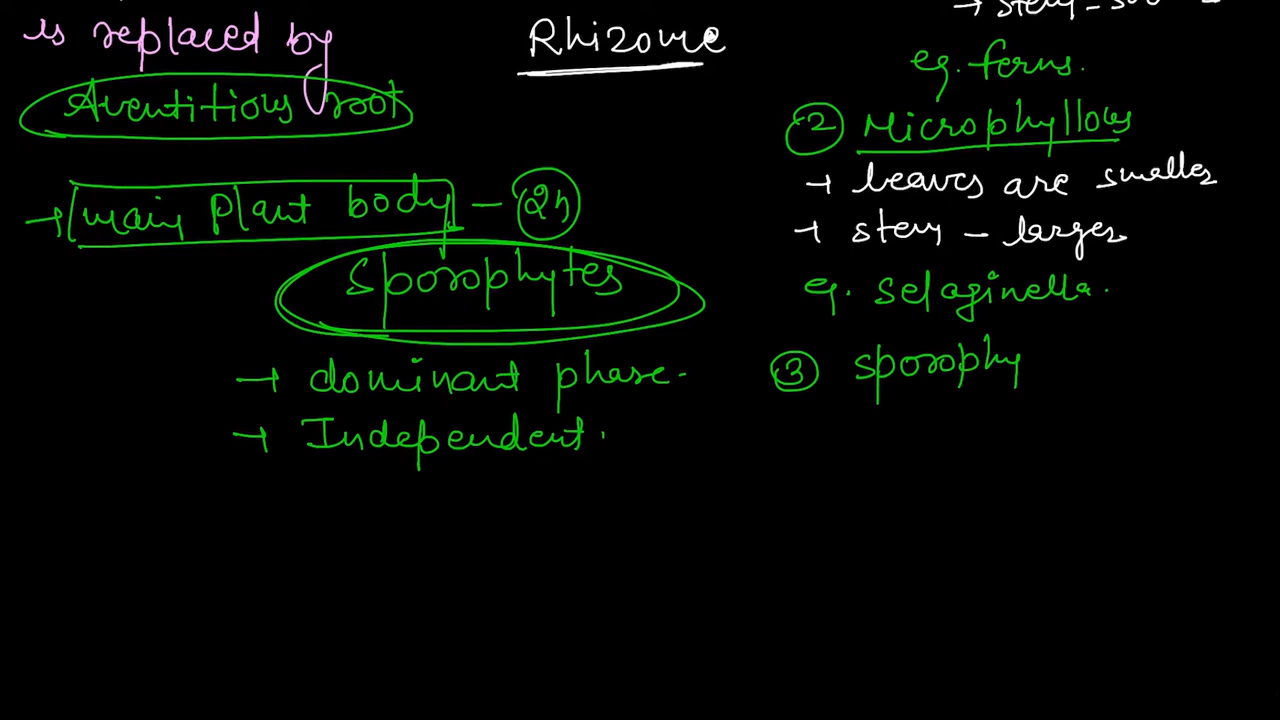 is replaced by
Aventitious root
Rhizome
→ main plant body - 2n
sporophytes
→ dominant phase.
→ Independent.
eg. ferns.
② Microphyllous
→ leaves are smaller
→ stem - larger
eg. selaginella.
③ sporophy